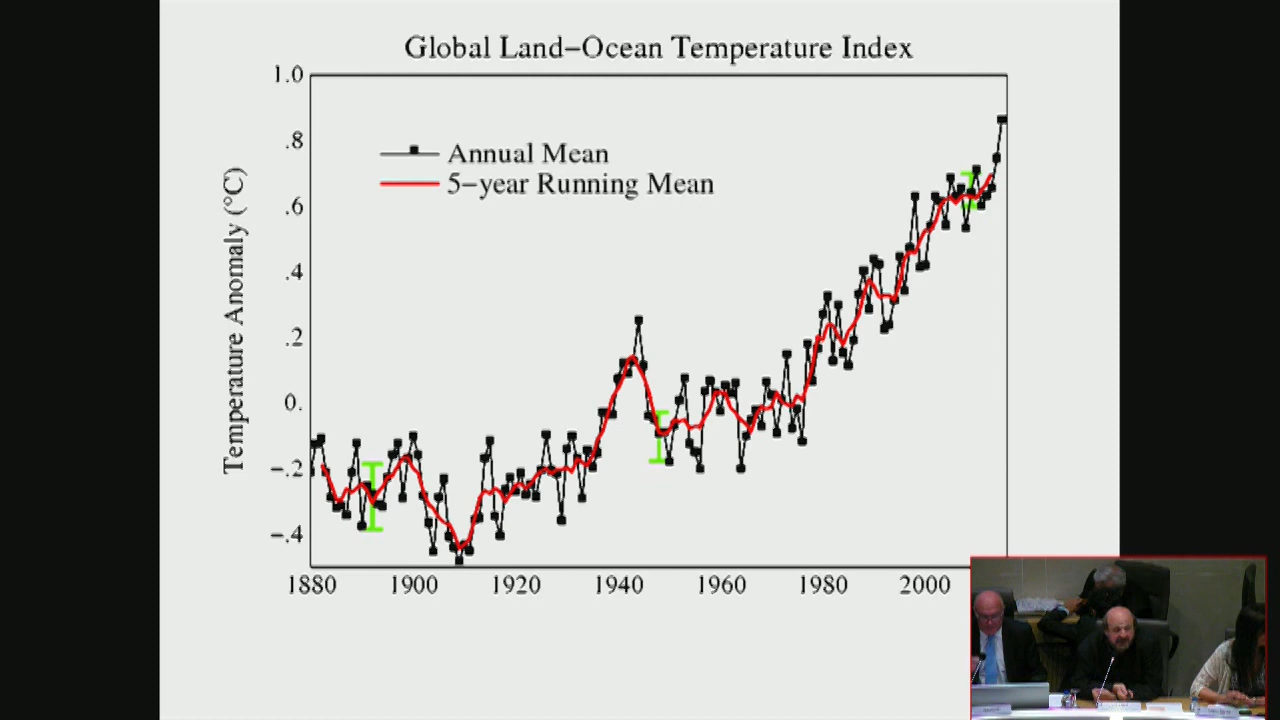 Global Land−Ocean Temperature Index
1.0
.8
.6
.4
.2
0.
−.2
−.4
Temperature Anomaly (°C)
Annual Mean
5−year Running Mean
1880 1900 1920 1940 1960 1980 2000